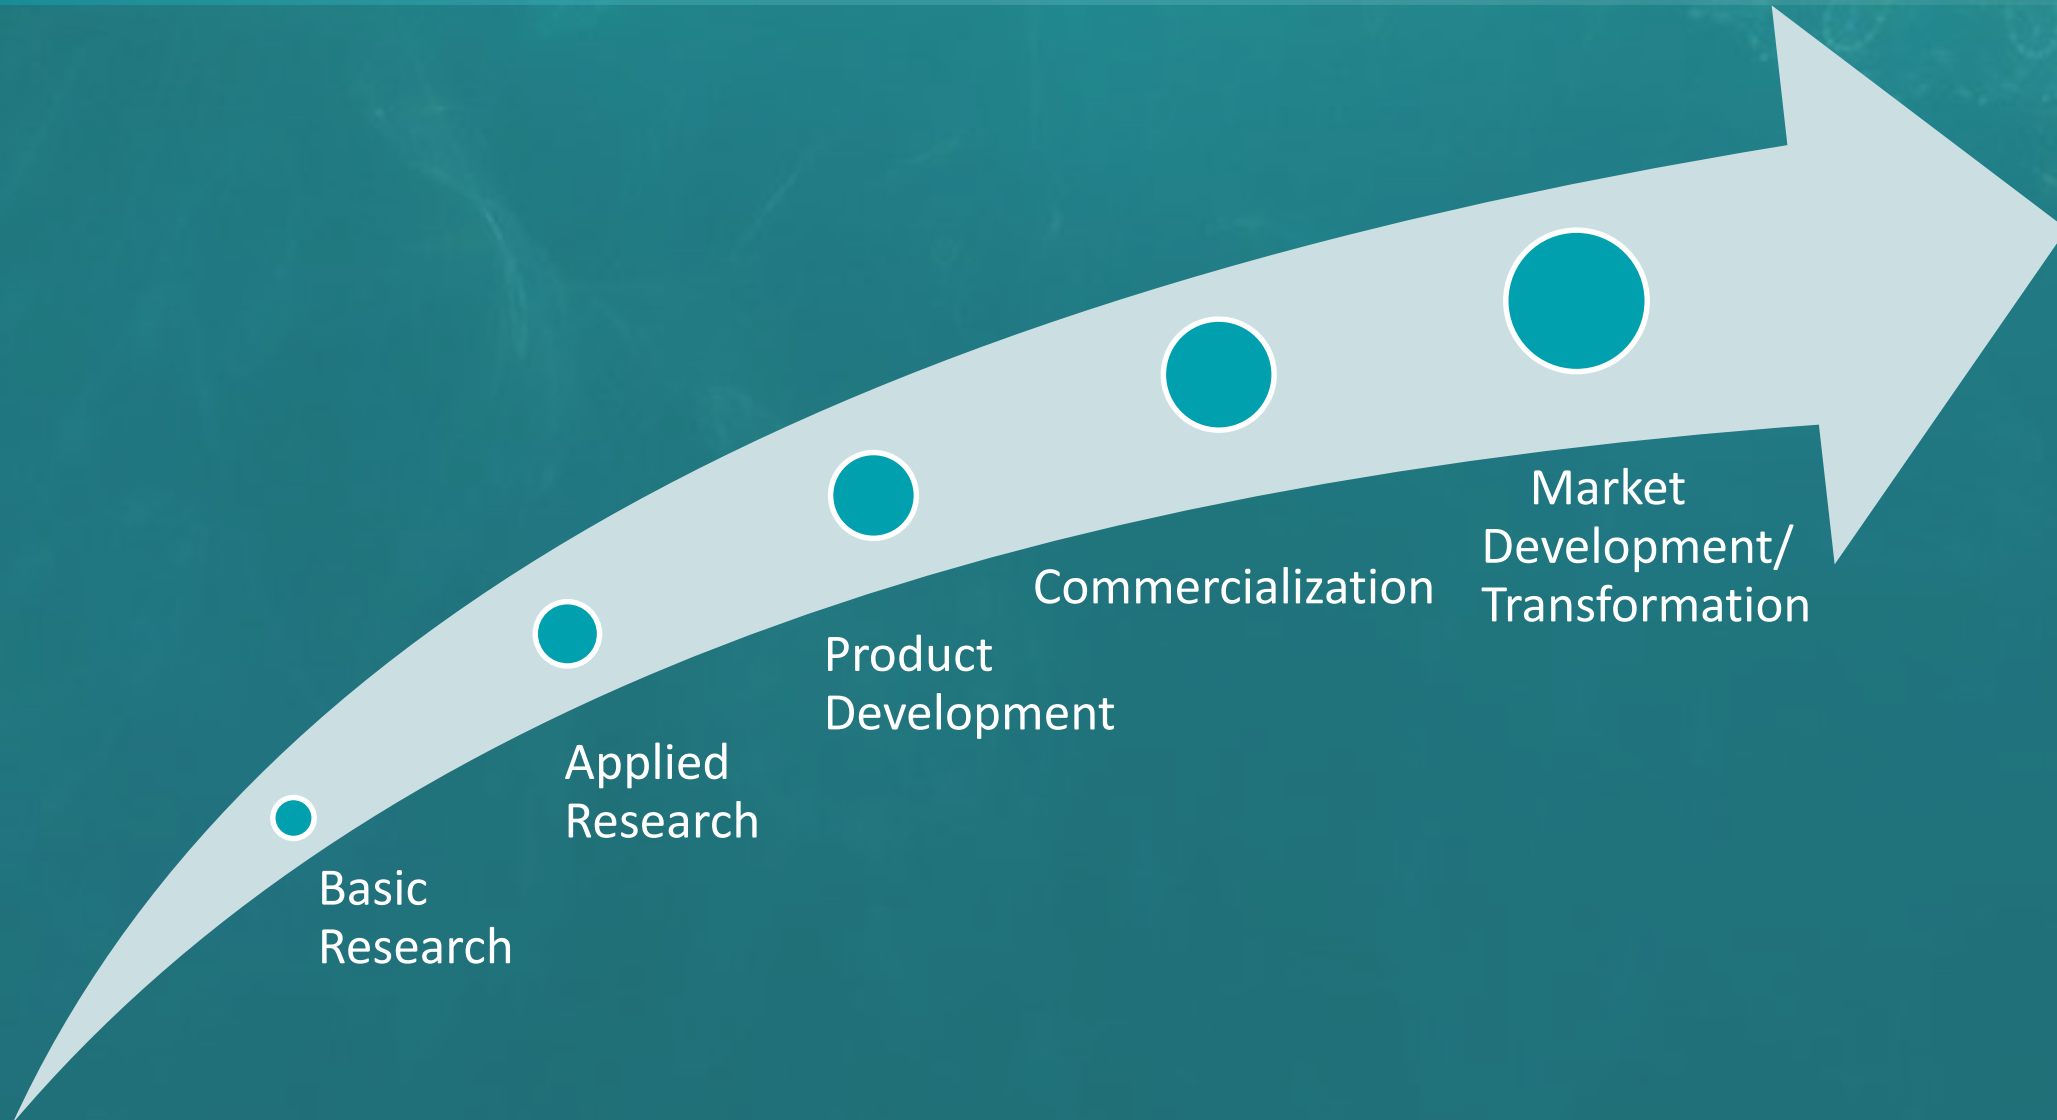 Basic
Research
Applied
Research
Product
Development
Commercialization
Market
Development/
Transformation